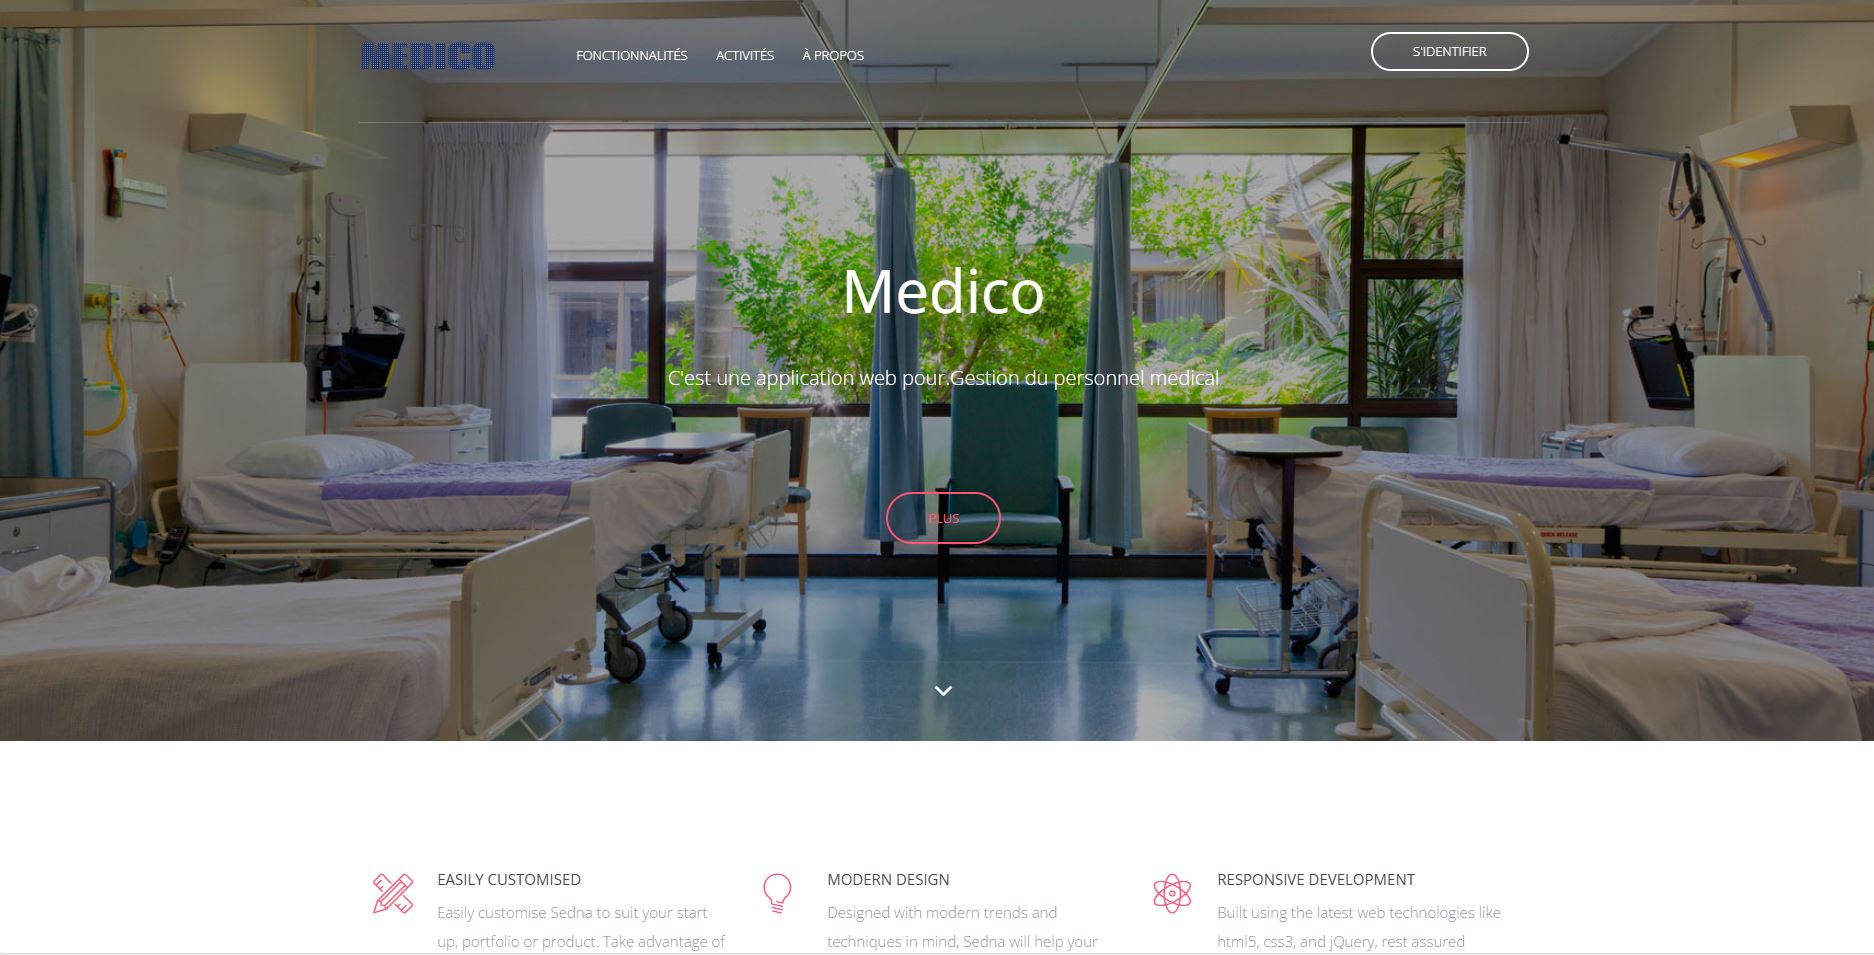 MEDICO
FONCTIONNALITÉS ACTIVITÉS À PROPOS
S'IDENTIFIER
Medico
C'est une application web pour.Gestion du personnel medical
PLUS
QUICK RELEASE
EASILY CUSTOMISED
Easily customise Sedna to suit your start
up, portfolio or product. Take advantage of
MODERN DESIGN
Designed with modern trends and
techniques in mind, Sedna will help your
RESPONSIVE DEVELOPMENT
Built using the latest web technologies like
html5, css3, and jQuery, rest assured